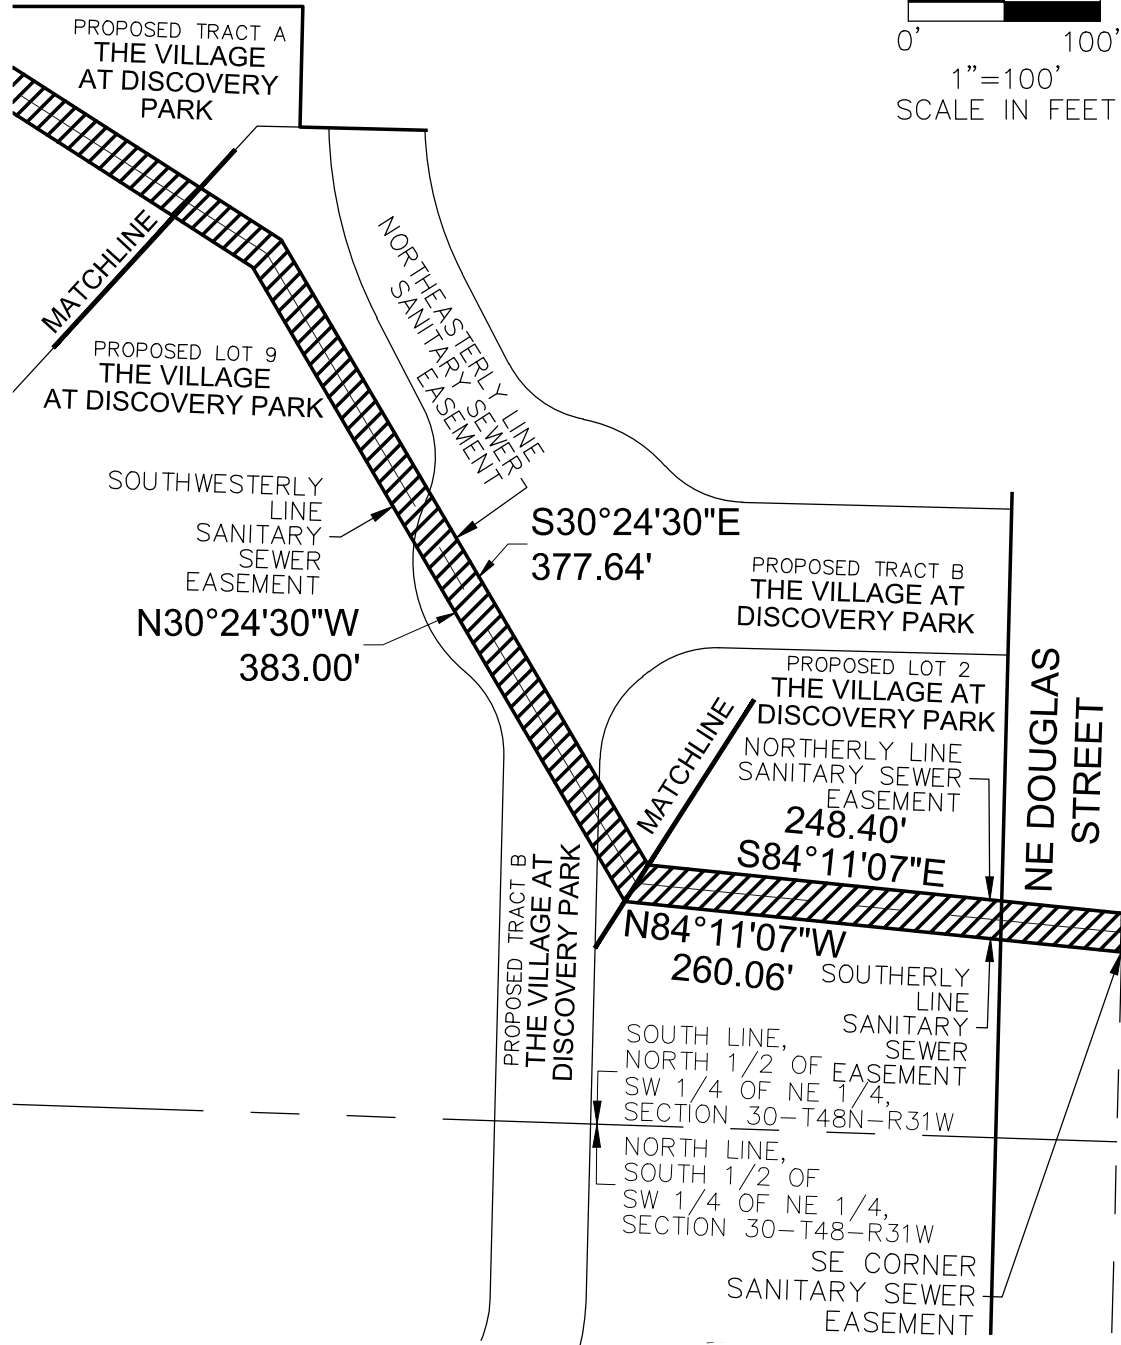 PROPOSED TRACT A
THE VILLAGE
AT DISCOVERY
PARK
0' 100'
1"=100'
SCALE IN FEET
MATCHLINE
NORTHEASTERLY LINE
SANITARY SEWER
EASEMENT
PROPOSED LOT 9
THE VILLAGE
AT DISCOVERY PARK
SOUTHWESTERLY
LINE
SANITARY
SEWER
EASEMENT
N30°24'30"W
383.00'
S30°24'30"E
377.64'
PROPOSED TRACT B
THE VILLAGE AT
DISCOVERY PARK
PROPOSED LOT 2
THE VILLAGE AT
DISCOVERY PARK
MATCHLINE
NORTHERLY LINE
SANITARY SEWER
EASEMENT
248.40'
S84°11'07"E
NE DOUGLAS
STREET
N84°11'07"W
260.06'
SOUTHERLY
LINE
SANITARY
SEWER
EASEMENT
PROPOSED TRACT B
THE VILLAGE AT
DISCOVERY PARK
SOUTH LINE,
NORTH 1/2 OF
SW 1/4 OF NE 1/4,
SECTION 30-T48N-R31W
NORTH LINE,
SOUTH 1/2 OF
SW 1/4 OF NE 1/4,
SECTION 30-T48-R31W
SE CORNER
SANITARY SEWER
EASEMENT